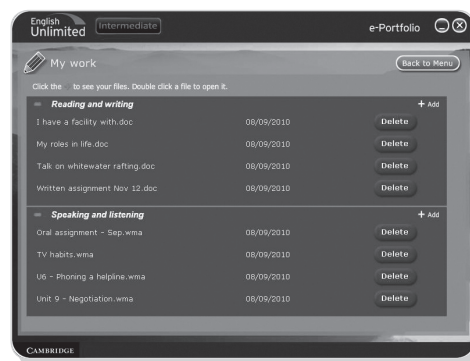 English
Unlimited Intermediate e-Portfolio
My work Back to Menu
Click the to see your files. Double click a file to open it.
Reading and writing + Add
I have a facility with.doc 08/09/2010 Delete
My roles in life.doc 08/09/2010 Delete
Talk on whitewater rafting.doc 08/09/2010 Delete
Written assignment Nov 12.doc 08/09/2010 Delete
Speaking and listening + Add
Oral assignment - Sep.wma 08/09/2010 Delete
TV habits.wma 08/09/2010 Delete
U6 - Phoning a helpline.wma 08/09/2010 Delete
Unit 9 - Negotiation.wma 08/09/2010 Delete
CAMBRIDGE